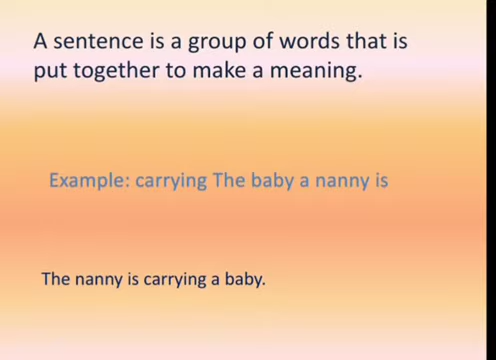 A sentence is a group of words that is
put together to make a meaning.
Example: carrying The baby a nanny is
The nanny is carrying a baby.